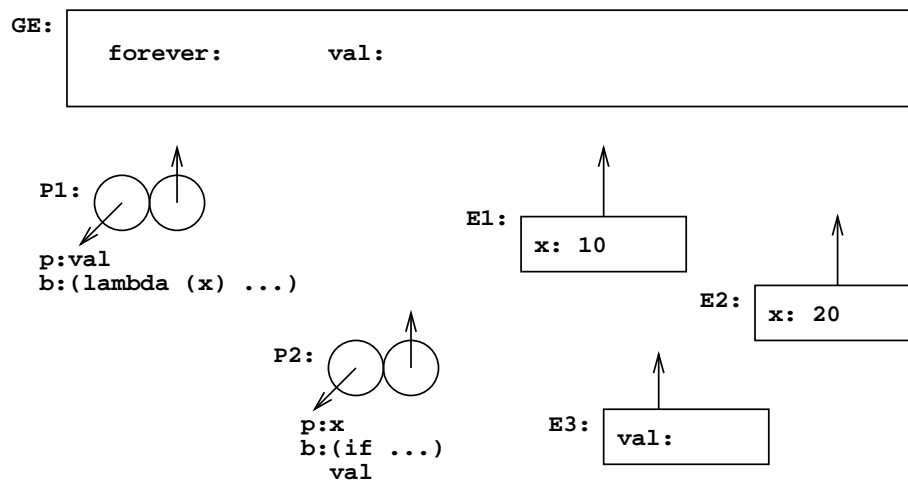 GE:
forever: val:
P1:
p:val
b:(lambda (x) ...)
E1:
x: 10
E2:
x: 20
P2:
p:x
b:(if ...)
val
E3:
val: